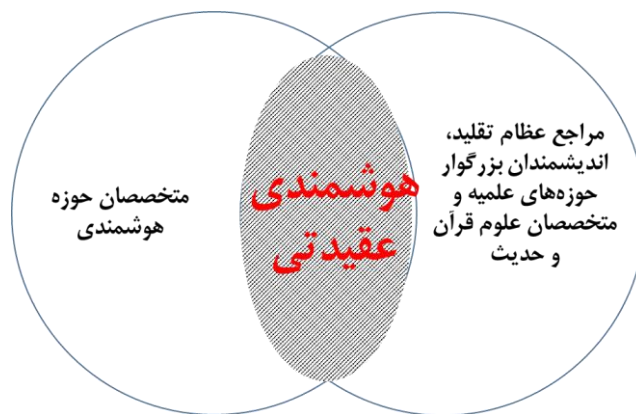 مراجع عظام تقلید،
اندیشمندان بزرگوار
حوزه‌های علمیه و
متخصصان علوم قرآن
و حدیث
هوشمندی
عقیدتی
متخصصان حوزه
هوشمندی